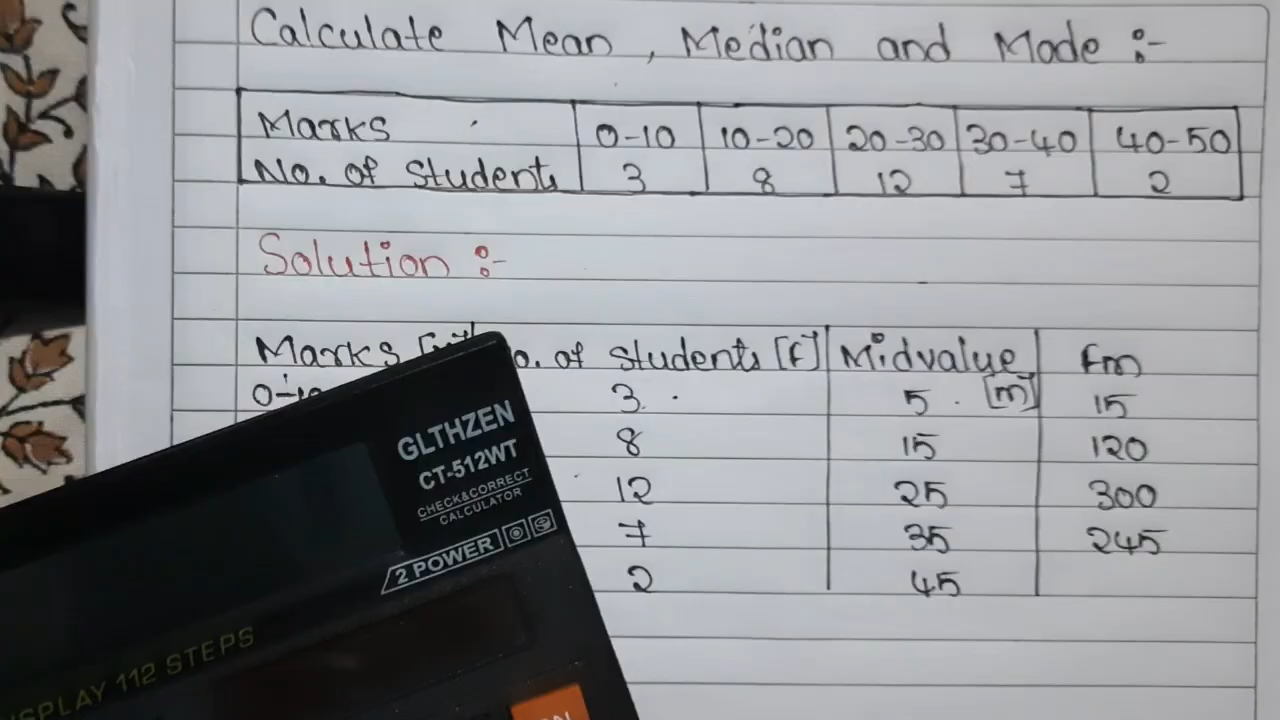 Calculate Mean, Median and Mode :-
Marks 0-10 10-20 20-30 30-40 40-50
No. of Students 3 8 12 7 2
Solution :-
Marks o. of Students [f] Midvalue [m] Fm
0-10 3 5 15
8 15 120
12 25 300
7 35 245
2 45
GLTHZEN
CT-512WT
CHECK&CORRECT
CALCULATOR
2 POWER
112 STEPS